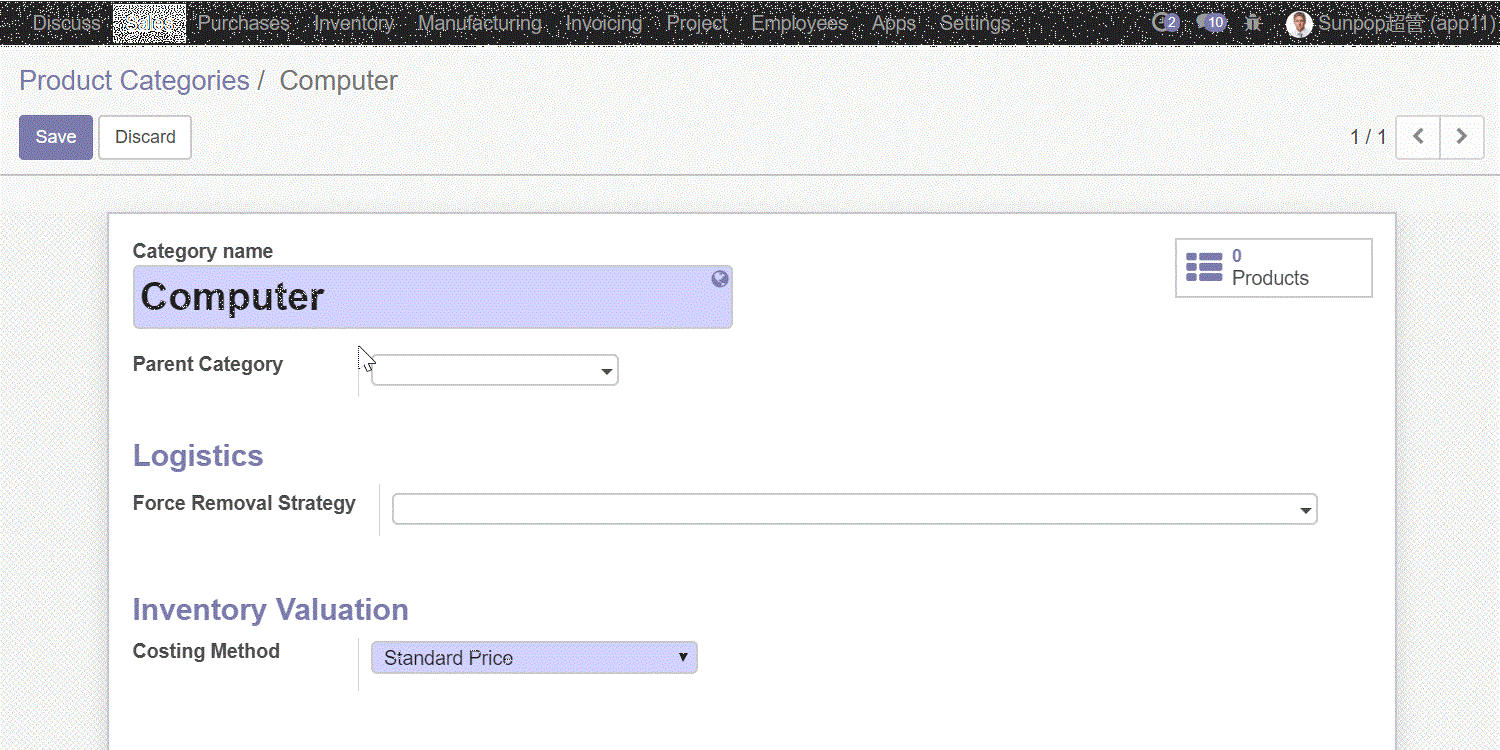 Discuss Sales Purchases Inventory Manufacturing Invoicing Project Employees Apps Settings 2 10 Sunpop超管 (app11)
Product Categories / Computer
Save Discard 1 / 1
Category name
0
Products
Computer
Parent Category
Logistics
Force Removal Strategy
Inventory Valuation
Costing Method Standard Price